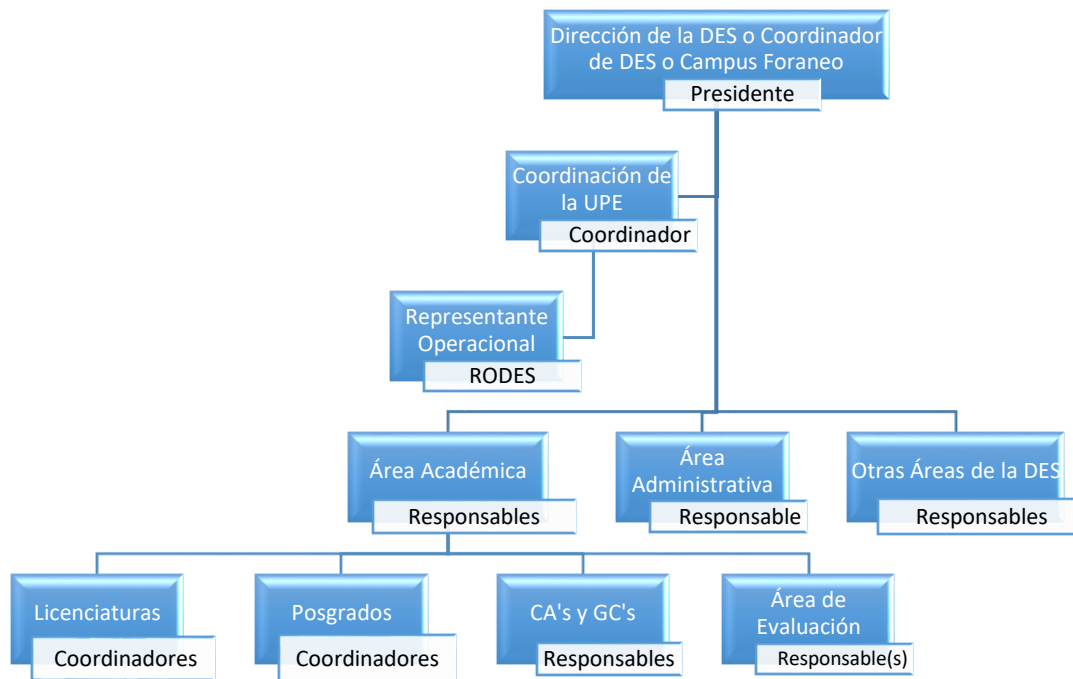 Dirección de la DES o Coordinador
de DES o Campus Foraneo
Presidente
Coordinación de
la UPE
Coordinador
Representante
Operacional
RODES
Área Académica
Responsables
Área
Administrativa
Responsable
Otras Áreas de la DES
Responsables
Licenciaturas
Coordinadores
Posgrados
Coordinadores
CA's y GC's
Responsables
Área de
Evaluación
Responsable(s)